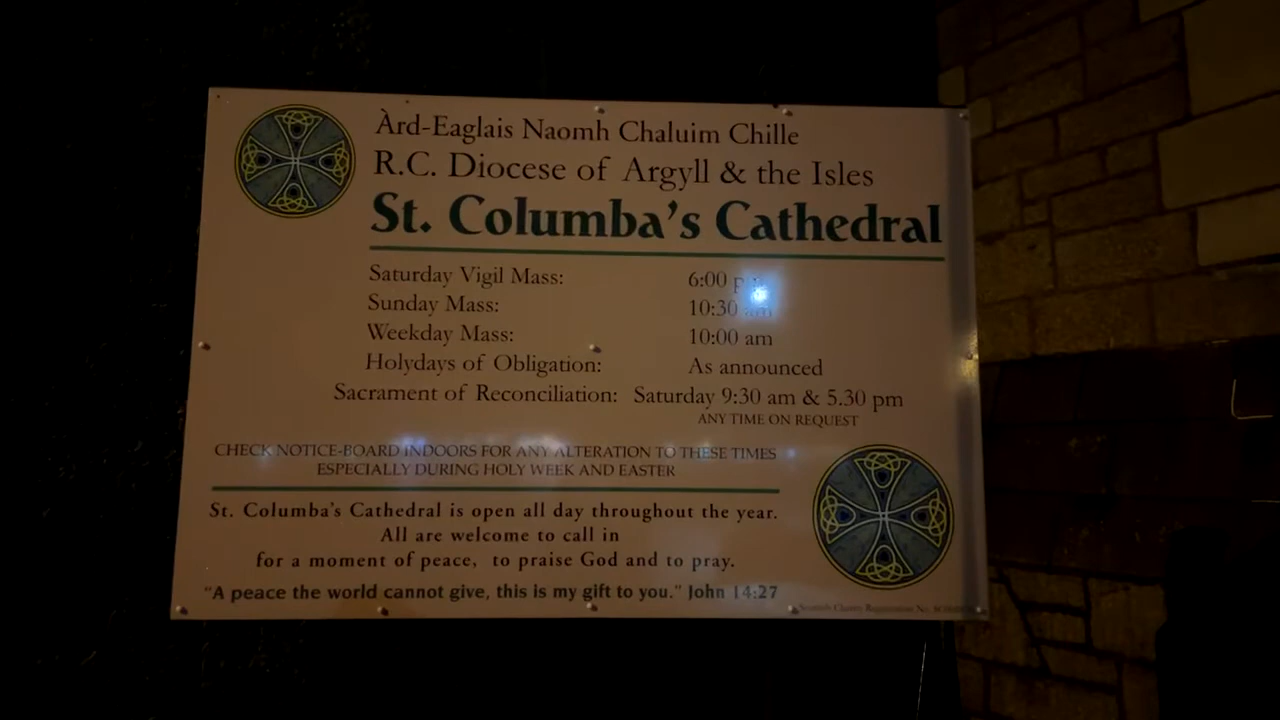 Àrd-Eaglais Naomh Chaluim Chille
R.C. Diocese of Argyll & the Isles
St. Columba's Cathedral
Saturday Vigil Mass: 6:00
Sunday Mass: 10:30 am
Weekday Mass: 10:00 am
Holydays of Obligation: As announced
Sacrament of Reconciliation: Saturday 9:30 am & 5.30 pm
ANY TIME ON REQUEST
CHECK NOTICE-BOARD INDOORS FOR ANY ALTERATION TO THESE TIMES
ESPECIALLY DURING HOLY WEEK AND EASTER
St. Columba's Cathedral is open all day throughout the year.
All are welcome to call in
for a moment of peace, to praise God and to pray.
"A peace the world cannot give, this is my gift to you." John 14:27
Scottish Charity Registration No.